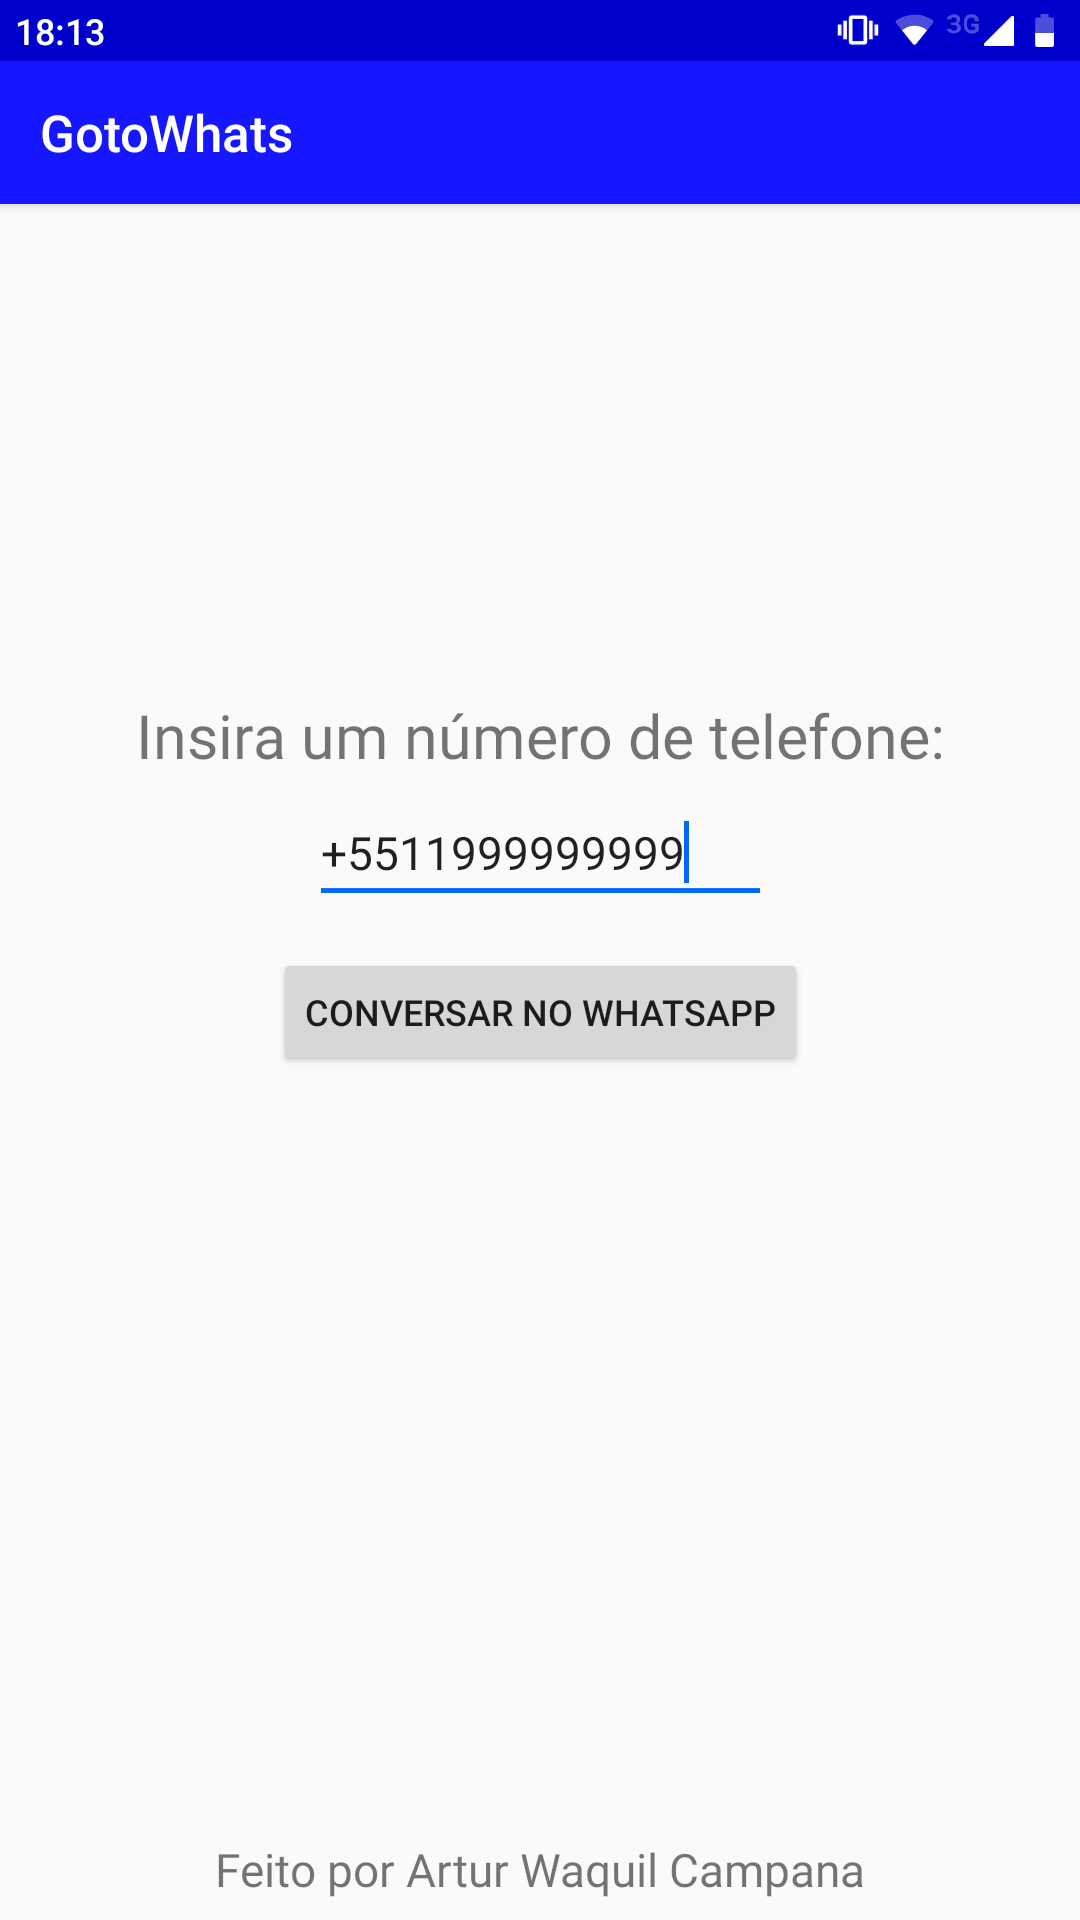 18:13
3G
GotoWhats
Insira um número de telefone:
+5511999999999
CONVERSAR NO WHATSAPP
Feito por Artur Waquil Campana